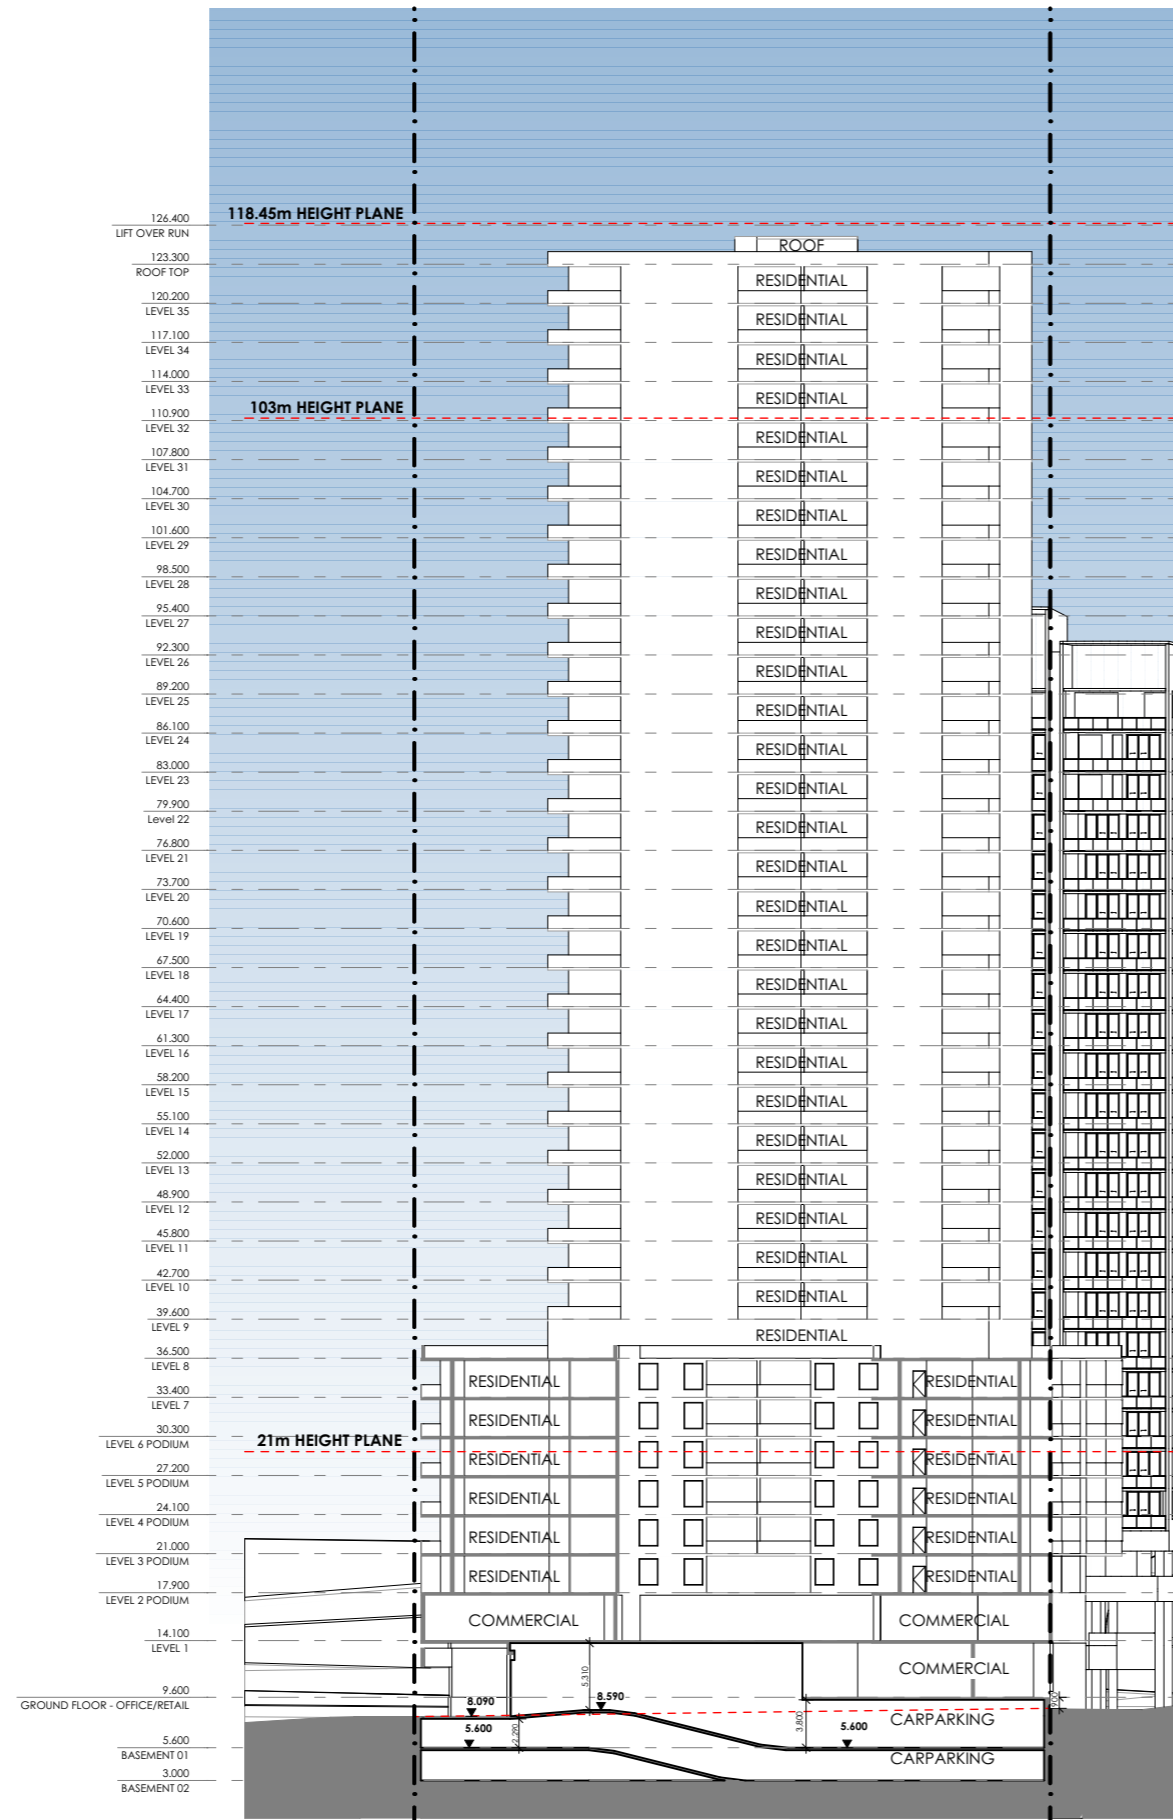 118.45m HEIGHT PLANE
126.400
LIFT OVER RUN
ROOF
123.300
ROOF TOP
RESIDENTIAL
120.200
LEVEL 35
RESIDENTIAL
117.100
LEVEL 34
RESIDENTIAL
114.000
LEVEL 33
RESIDENTIAL
103m HEIGHT PLANE
110.900
LEVEL 32
RESIDENTIAL
107.800
LEVEL 31
RESIDENTIAL
104.700
LEVEL 30
RESIDENTIAL
101.600
LEVEL 29
RESIDENTIAL
98.500
LEVEL 28
RESIDENTIAL
95.400
LEVEL 27
RESIDENTIAL
92.300
LEVEL 26
RESIDENTIAL
89.200
LEVEL 25
RESIDENTIAL
86.100
LEVEL 24
RESIDENTIAL
83.000
LEVEL 23
RESIDENTIAL
79.900
Level 22
RESIDENTIAL
76.800
LEVEL 21
RESIDENTIAL
73.700
LEVEL 20
RESIDENTIAL
70.600
LEVEL 19
RESIDENTIAL
67.500
LEVEL 18
RESIDENTIAL
64.400
LEVEL 17
RESIDENTIAL
61.300
LEVEL 16
RESIDENTIAL
58.200
LEVEL 15
RESIDENTIAL
55.100
LEVEL 14
RESIDENTIAL
52.000
LEVEL 13
RESIDENTIAL
48.900
LEVEL 12
RESIDENTIAL
45.800
LEVEL 11
RESIDENTIAL
42.700
LEVEL 10
RESIDENTIAL
39.600
LEVEL 9
RESIDENTIAL
36.500
LEVEL 8
RESIDENTIAL RESIDENTIAL
33.400
LEVEL 7
RESIDENTIAL RESIDENTIAL
30.300
LEVEL 6 PODIUM
21m HEIGHT PLANE
RESIDENTIAL RESIDENTIAL
27.200
LEVEL 5 PODIUM
RESIDENTIAL RESIDENTIAL
24.100
LEVEL 4 PODIUM
RESIDENTIAL RESIDENTIAL
21.000
LEVEL 3 PODIUM
RESIDENTIAL RESIDENTIAL
17.900
LEVEL 2 PODIUM
COMMERCIAL COMMERCIAL
14.100
LEVEL 1
COMMERCIAL
5.310
9.600
GROUND FLOOR - OFFICE/RETAIL
8.090 8.590
900
CARPARKING
3.800
5.600 5.600
2.290
5.600
BASEMENT 01
CARPARKING
3.000
BASEMENT 02